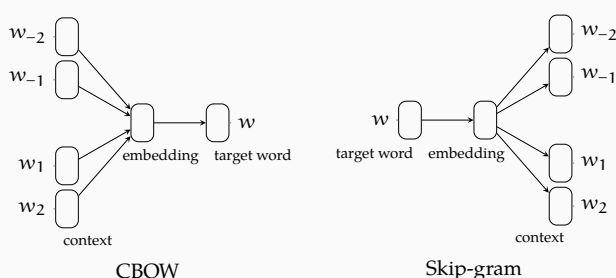 w₋₂
w₋₁
w₁
w₂
context
embedding
w
target word
CBOW
w
target word
embedding
w₋₂
w₋₁
w₁
w₂
context
Skip-gram